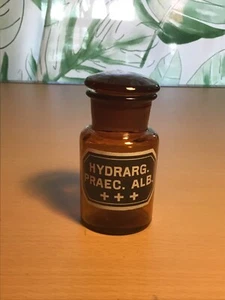 HYDRARG.
PRAEC. ALB.
+++